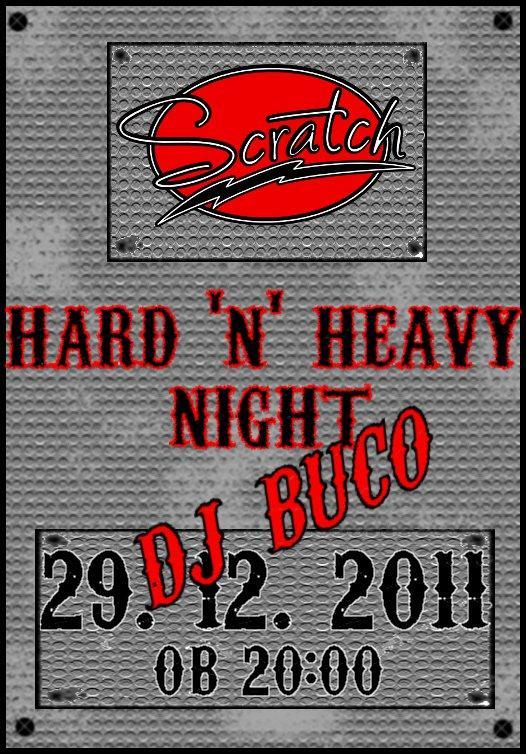 Scratch
HARD 'N' HEAVY
NIGHT
DJ BUCO
29. 12. 2011
OB 20:00